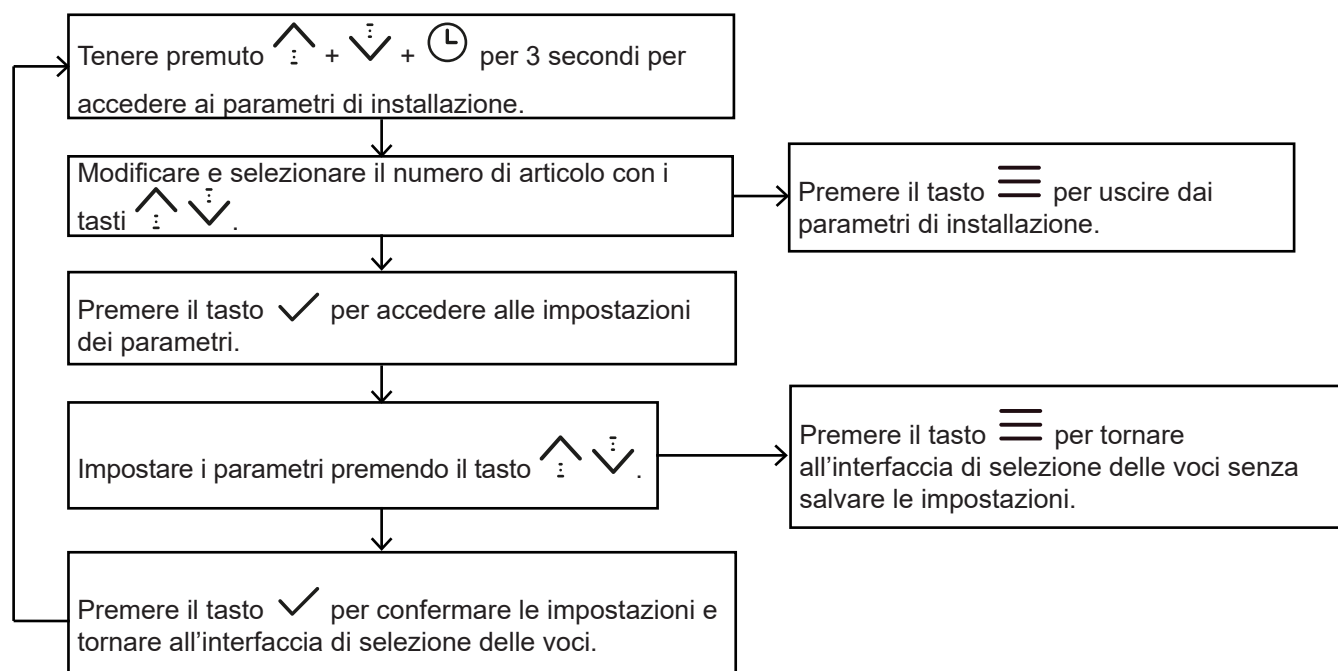 Tenere premuto + + per 3 secondi per
accedere ai parametri di installazione.
Modificare e selezionare il numero di articolo con i
tasti .
Premere il tasto per uscire dai
parametri di installazione.
Premere il tasto per accedere alle impostazioni
dei parametri.
Impostare i parametri premendo il tasto .
Premere il tasto per tornare
all’interfaccia di selezione delle voci senza
salvare le impostazioni.
Premere il tasto per confermare le impostazioni e
tornare all’interfaccia di selezione delle voci.